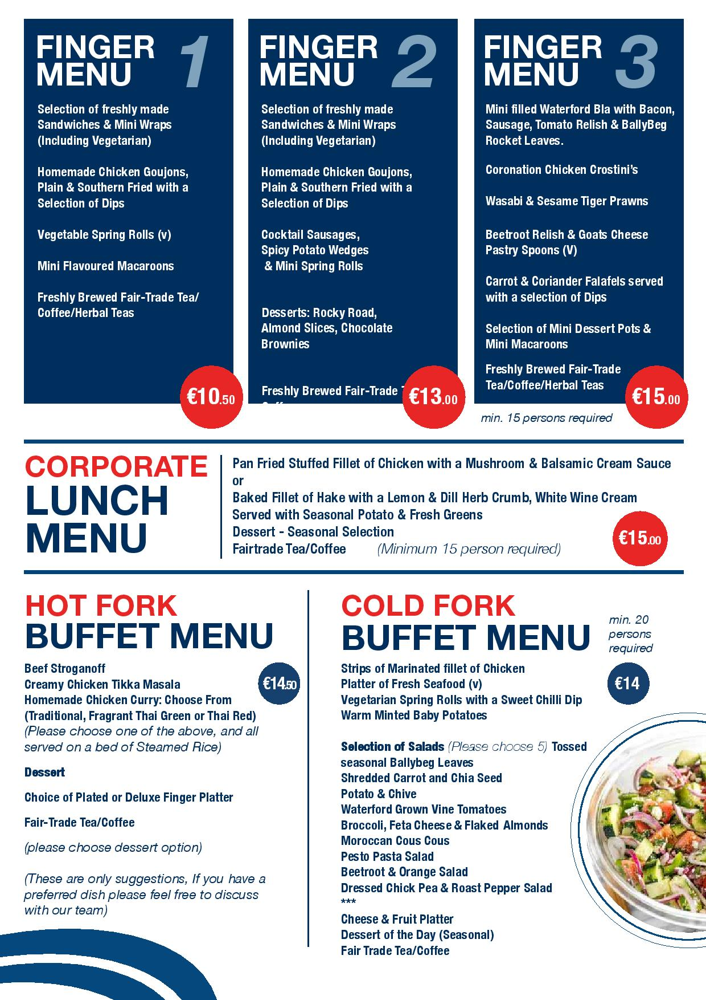 FINGER
MENU
1
Selection of freshly made
Sandwiches & Mini Wraps
(Including Vegetarian)
Homemade Chicken Goujons,
Plain & Southern Fried with a
Selection of Dips
Vegetable Spring Rolls (v)
Mini Flavoured Macaroons
Freshly Brewed Fair-Trade Tea/
Coffee/Herbal Teas
€10.50
FINGER
MENU
2
Selection of freshly made
Sandwiches & Mini Wraps
(Including Vegetarian)
Homemade Chicken Goujons,
Plain & Southern Fried with a
Selection of Dips
Cocktail Sausages,
Spicy Potato Wedges
& Mini Spring Rolls
Desserts: Rocky Road,
Almond Slices, Chocolate
Brownies
Freshly Brewed Fair-Trade
€13.00
FINGER
MENU
3
Mini filled Waterford Bla with Bacon,
Sausage, Tomato Relish & BallyBeg
Rocket Leaves.
Coronation Chicken Crostini’s
Wasabi & Sesame Tiger Prawns
Beetroot Relish & Goats Cheese
Pastry Spoons (V)
Carrot & Coriander Falafels served
with a selection of Dips
Selection of Mini Dessert Pots &
Mini Macaroons
Freshly Brewed Fair-Trade
Tea/Coffee/Herbal Teas
€15.00
min. 15 persons required
CORPORATE
LUNCH
MENU
Pan Fried Stuffed Fillet of Chicken with a Mushroom & Balsamic Cream Sauce
or
Baked Fillet of Hake with a Lemon & Dill Herb Crumb, White Wine Cream
Served with Seasonal Potato & Fresh Greens
Dessert - Seasonal Selection
Fairtrade Tea/Coffee (Minimum 15 person required)
€15.00
HOT FORK
BUFFET MENU
Beef Stroganoff
Creamy Chicken Tikka Masala
Homemade Chicken Curry: Choose From
(Traditional, Fragrant Thai Green or Thai Red)
(Please choose one of the above, and all
served on a bed of Steamed Rice)
€14.50
Dessert
Choice of Plated or Deluxe Finger Platter
Fair-Trade Tea/Coffee
(please choose dessert option)
(These are only suggestions, If you have a
preferred dish please feel free to discuss
with our team)
COLD FORK
BUFFET MENU
min. 20
persons
required
€14
Strips of Marinated fillet of Chicken
Platter of Fresh Seafood (v)
Vegetarian Spring Rolls with a Sweet Chilli Dip
Warm Minted Baby Potatoes
Selection of Salads (Please choose 5) Tossed
seasonal Ballybeg Leaves
Shredded Carrot and Chia Seed
Potato & Chive
Waterford Grown Vine Tomatoes
Broccoli, Feta Cheese & Flaked Almonds
Moroccan Cous Cous
Pesto Pasta Salad
Beetroot & Orange Salad
Dressed Chick Pea & Roast Pepper Salad
***
Cheese & Fruit Platter
Dessert of the Day (Seasonal)
Fair Trade Tea/Coffee